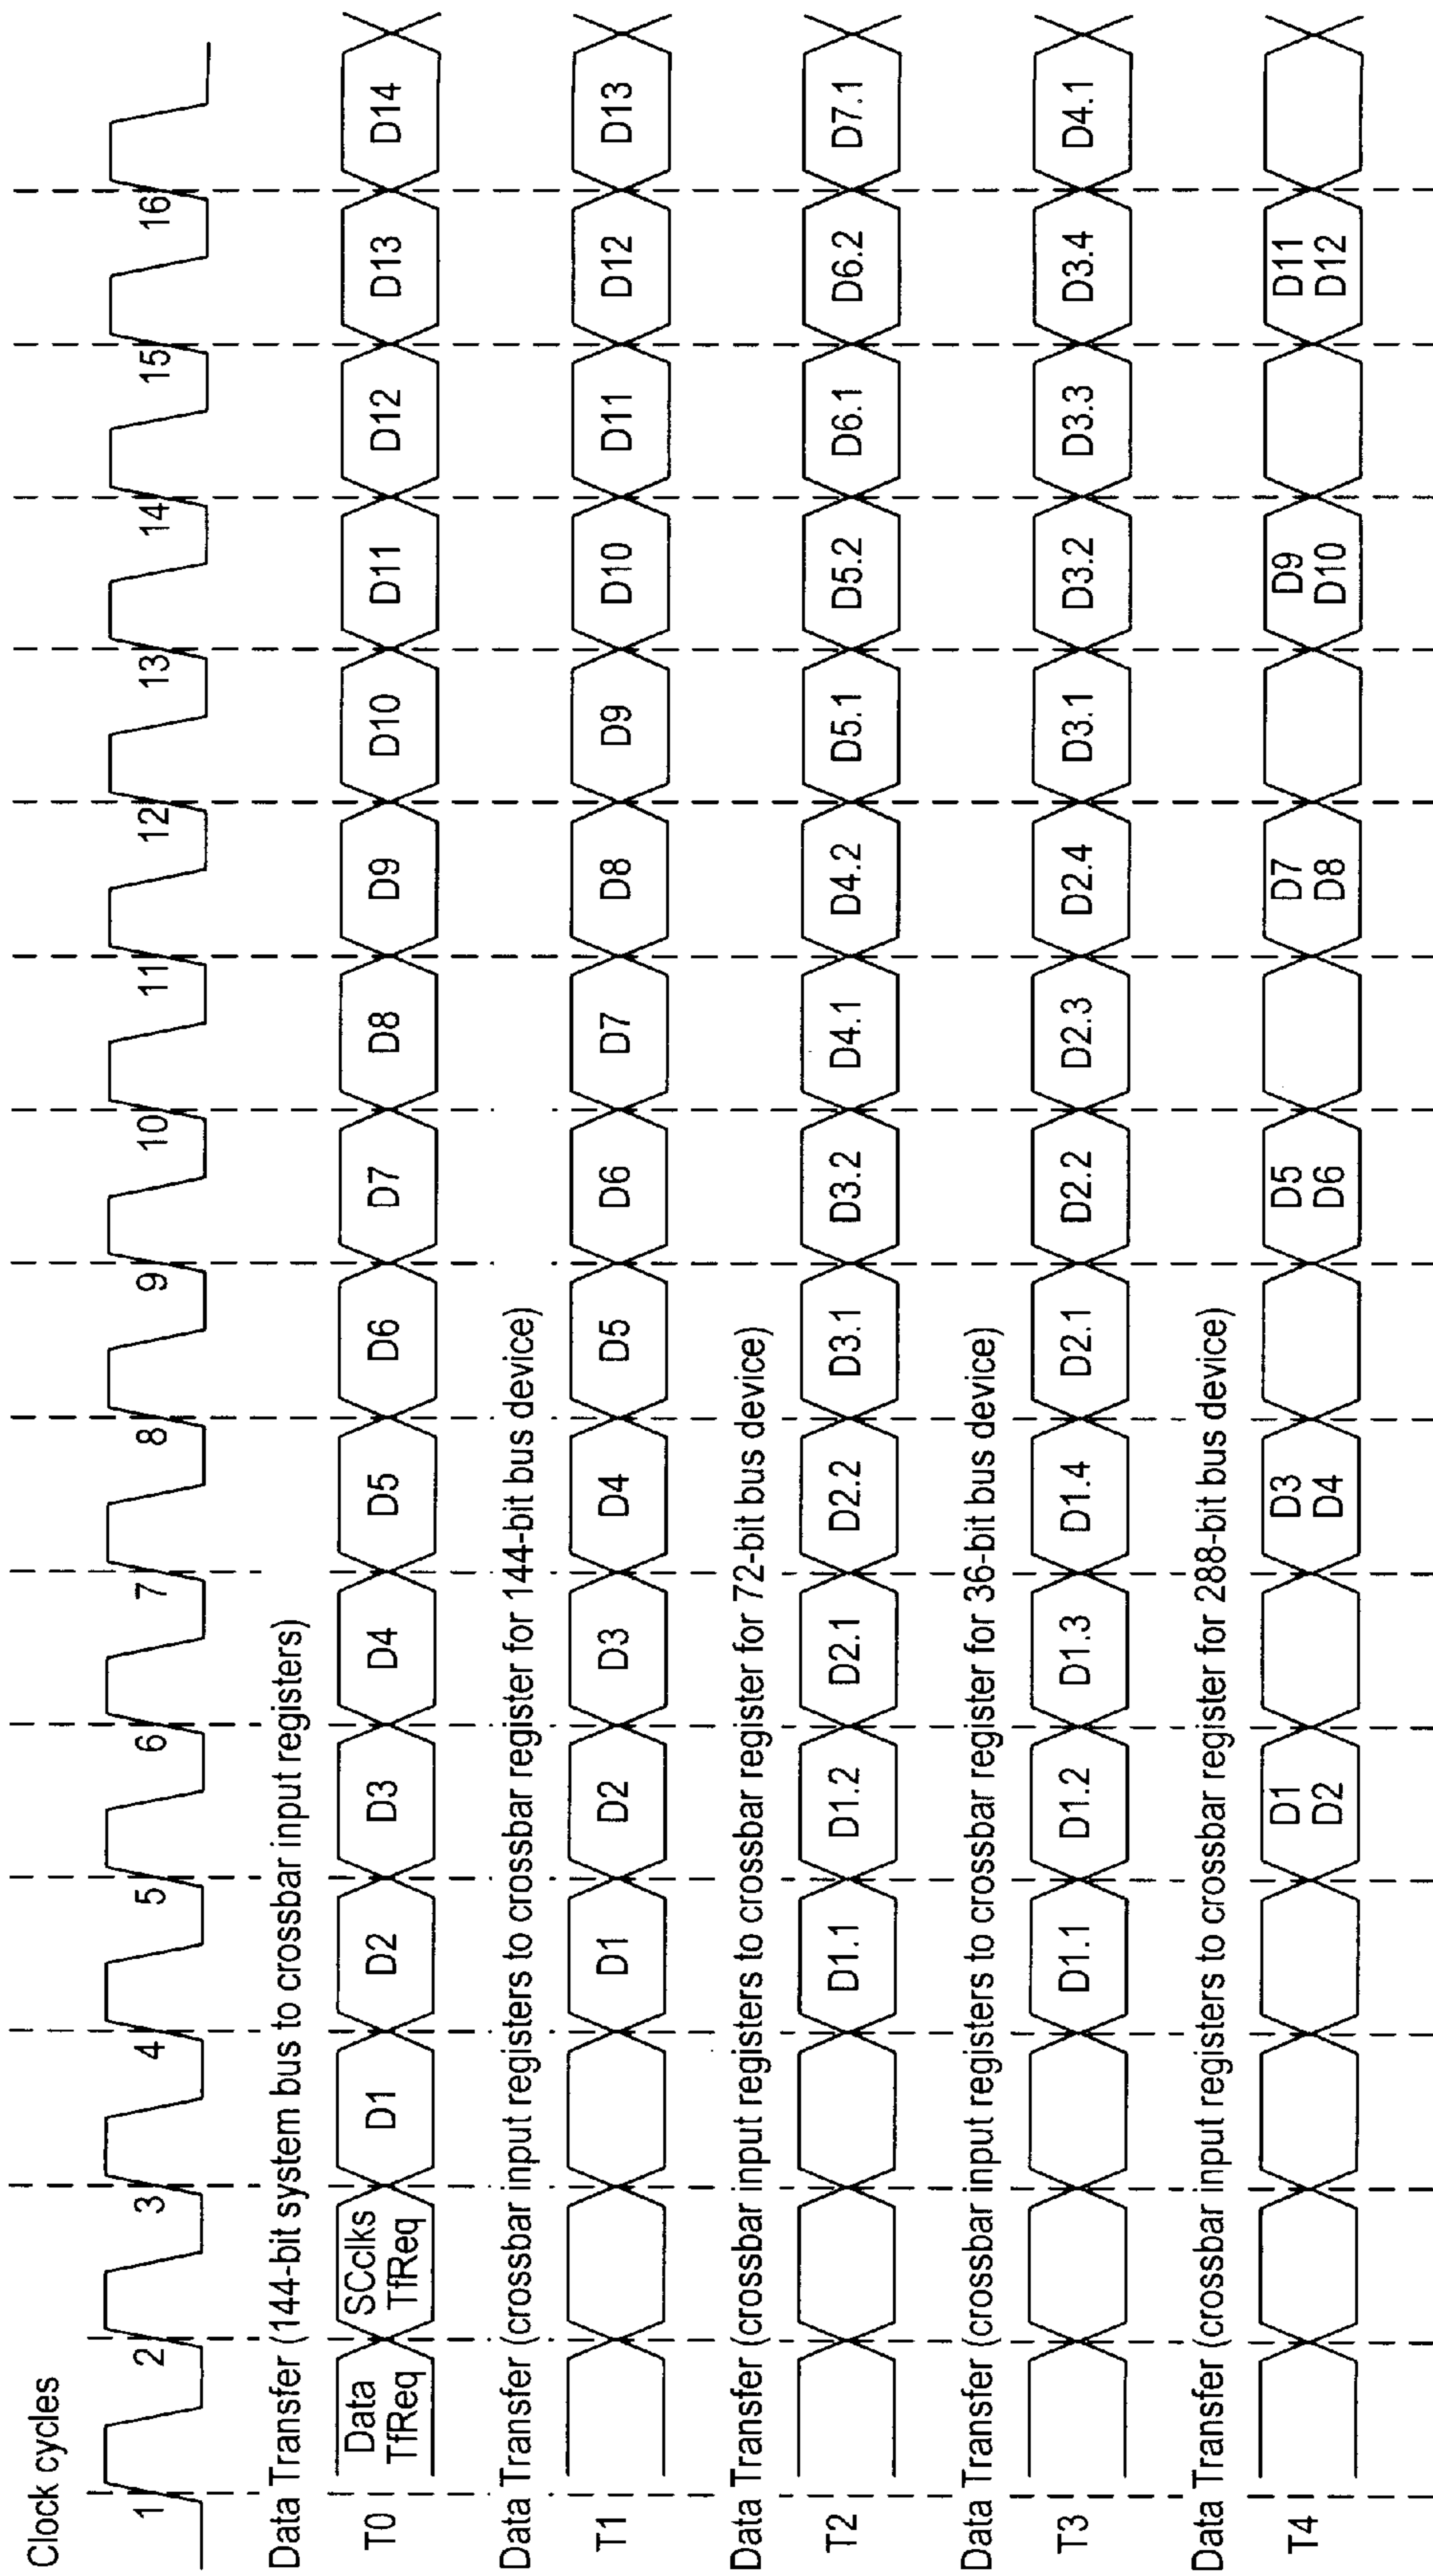 Clock cycles
1 2 3 4 5 6 7 8 9 10 11 12 13 14 15 16
Data Transfer (144-bit system bus to crossbar input registers)
T0 Data TfReq SCclks TfReq D1 D2 D3 D4 D5 D6 D7 D8 D9 D10 D11 D12 D13 D14
Data Transfer (crossbar input registers to crossbar register for 144-bit bus device)
T1 D1 D2 D3 D4 D5 D6 D7 D8 D9 D10 D11 D12 D13
Data Transfer (crossbar input registers to crossbar register for 72-bit bus device)
T2 D1.1 D1.2 D2.1 D2.2 D3.1 D3.2 D4.1 D4.2 D5.1 D5.2 D6.1 D6.2 D7.1
Data Transfer (crossbar input registers to crossbar register for 36-bit bus device)
T3 D1.1 D1.2 D1.3 D1.4 D2.1 D2.2 D2.3 D2.4 D3.1 D3.2 D3.3 D3.4 D4.1
Data Transfer (crossbar input registers to crossbar register for 288-bit bus device)
T4 D1 D2 D3 D4 D5 D6 D7 D8 D9 D10 D11 D12